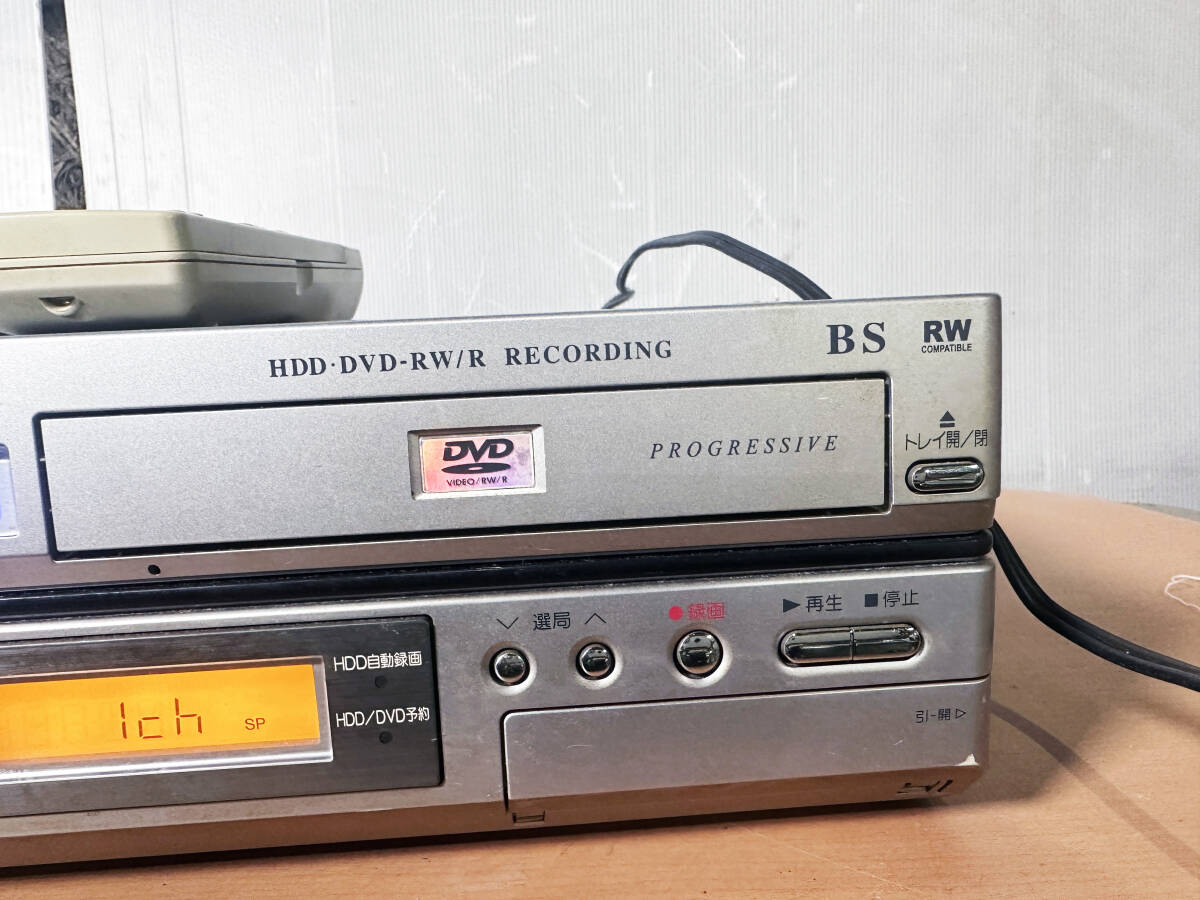 HDD·DVD-RW/R RECORDING
BS
RW
COMPATIBLE
DVD
VIDEO/RW/R
PROGRESSIVE
トレイ開/閉
選局
●録画
▶再生 ■停止
HDD自動録画
HDD/DVD予約
1ch SP
引-開▷